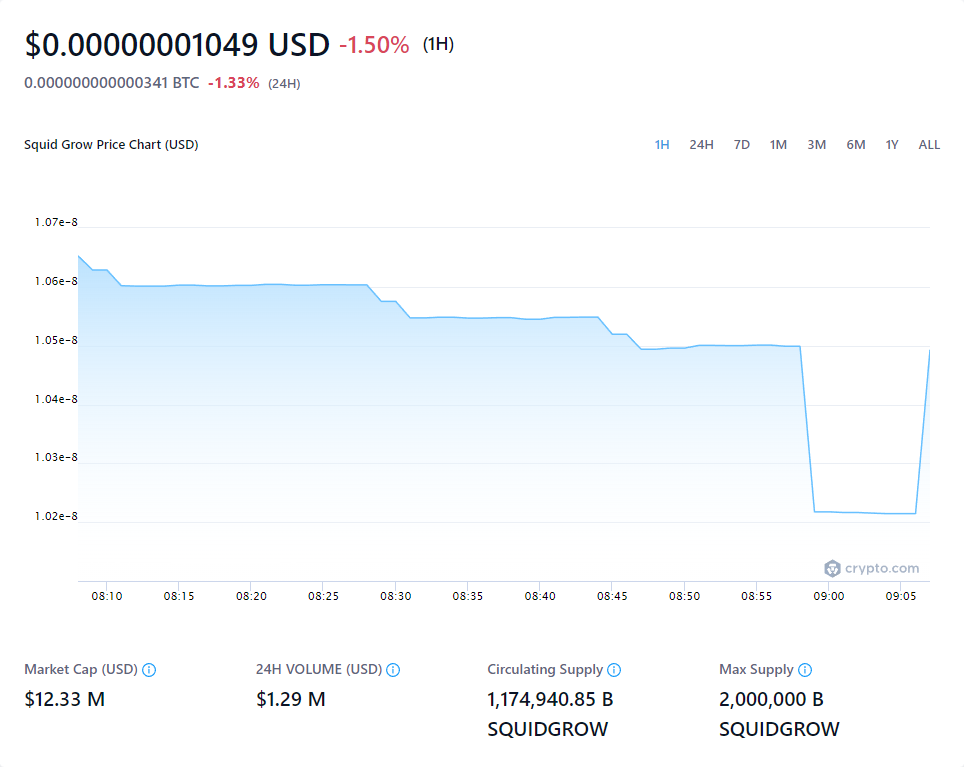 $0.00000001049 USD -1.50% (1H)
0.000000000000341 BTC -1.33% (24H)
Squid Grow Price Chart (USD)
1H 24H 7D 1M 3M 6M 1Y ALL
1.07e-8
1.06e-8
1.05e-8
1.04e-8
1.03e-8
1.02e-8
crypto.com
08:10 08:15 08:20 08:25 08:30 08:35 08:40 08:45 08:50 08:55 09:00 09:05
Market Cap (USD) 24H VOLUME (USD) Circulating Supply Max Supply
$12.33 M $1.29 M 1,174,940.85 B 2,000,000 B
SQUIDGROW SQUIDGROW